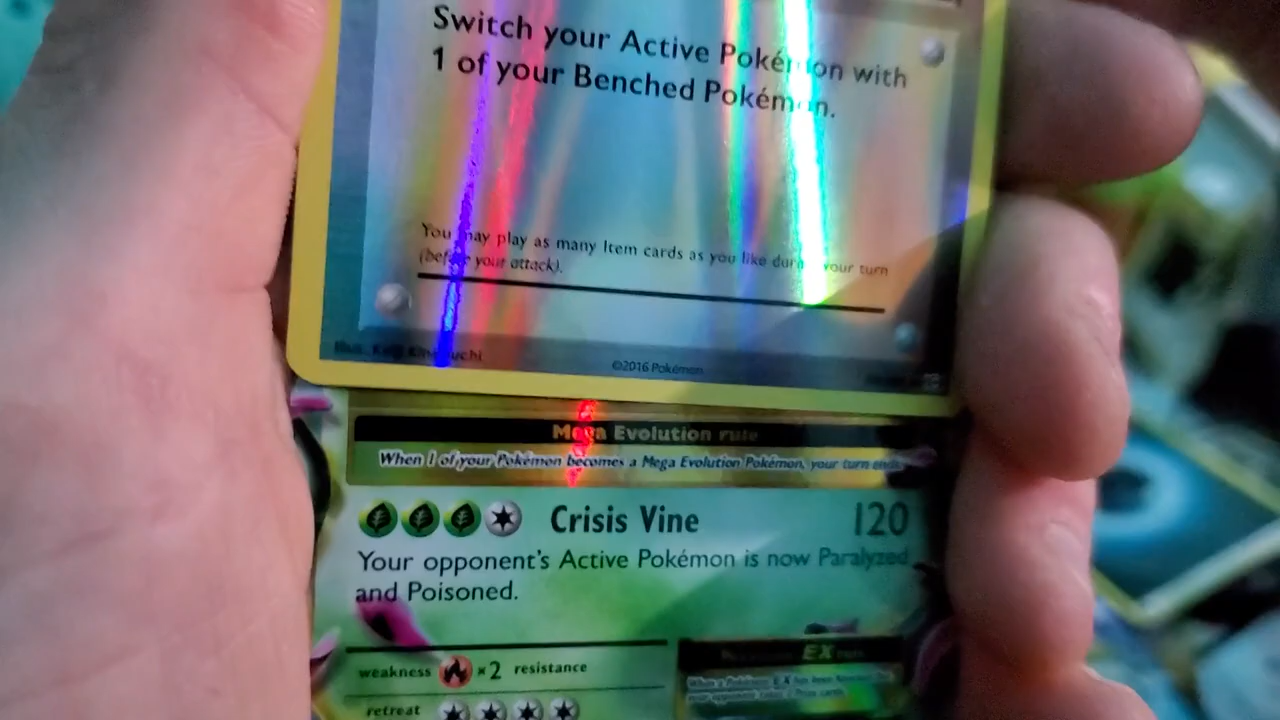 Switch your Active Pokémon with
1 of your Benched Pokémon.
You may play as many Item cards as you like during your turn
(before your attack).
Illus.
©2016 Pokémon
Mega Evolution rule
When 1 of your Pokémon becomes a Mega Evolution Pokémon, your turn ends.
Crisis Vine 120
Your opponent's Active Pokémon is now Paralyzed
and Poisoned.
weakness ×2 resistance
EX rule
retreat